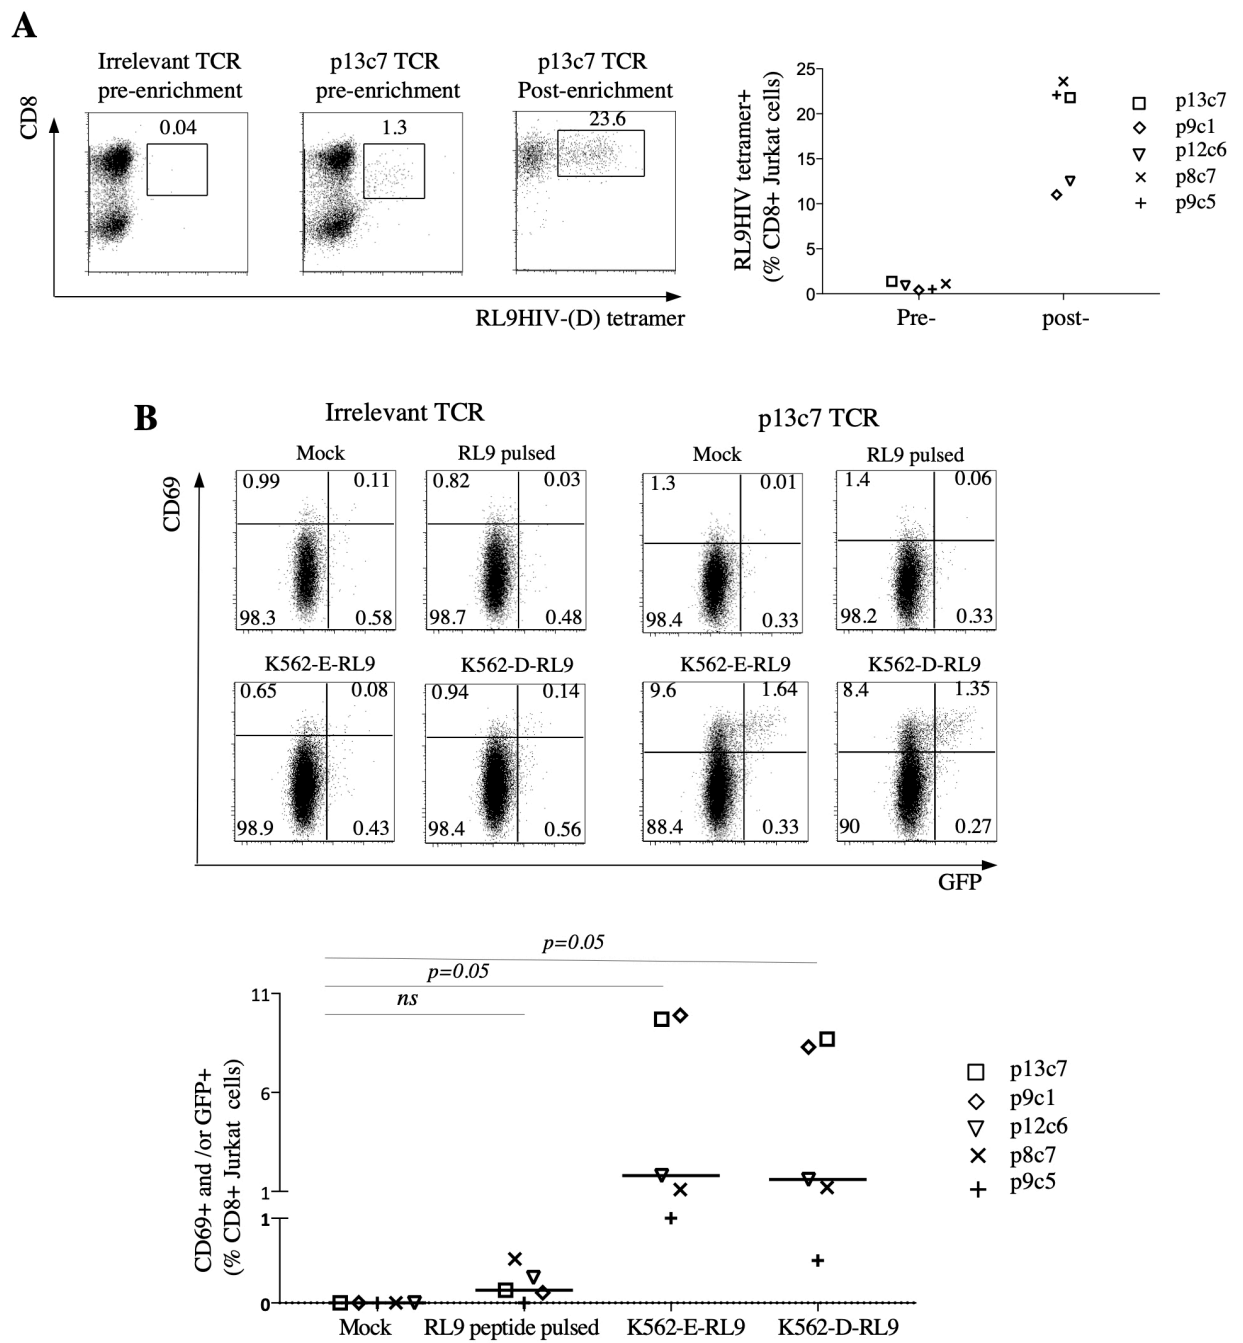 A
Irrelevant TCR
pre-enrichment
p13c7 TCR
pre-enrichment
p13c7 TCR
Post-enrichment
CD8
0.04
1.3
23.6
RL9HIV-(D) tetramer
RL9HIV tetramer+
(% CD8+ Jurkat cells)
25
20
15
10
5
0
Pre-
post-
p13c7
p9c1
p12c6
p8c7
p9c5
B
Irrelevant TCR
p13c7 TCR
Mock
RL9 pulsed
Mock
RL9 pulsed
CD69
0.99
0.11
0.82
0.03
1.3
0.01
1.4
0.06
98.3
0.58
98.7
0.48
98.4
0.33
98.2
0.33
K562-E-RL9
K562-D-RL9
K562-E-RL9
K562-D-RL9
0.65
0.08
0.94
0.14
9.6
1.64
8.4
1.35
98.9
0.43
98.4
0.56
88.4
0.33
90
0.27
GFP
p=0.05
p=0.05
ns
CD69+ and /or GFP+
(% CD8+ Jurkat cells)
11
6
1
1
0
Mock
RL9 peptide pulsed
K562-E-RL9
K562-D-RL9
p13c7
p9c1
p12c6
p8c7
p9c5